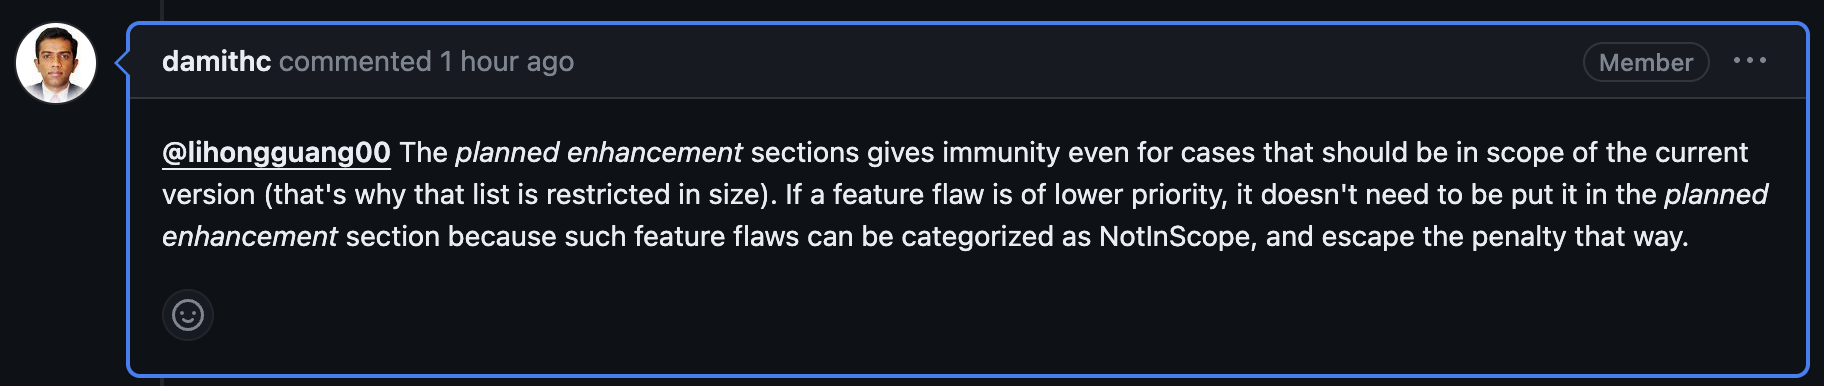 damithc commented 1 hour ago
Member
@lihongguang00 The planned enhancement sections gives immunity even for cases that should be in scope of the current
version (that's why that list is restricted in size). If a feature flaw is of lower priority, it doesn't need to be put it in the planned
enhancement section because such feature flaws can be categorized as NotInScope, and escape the penalty that way.